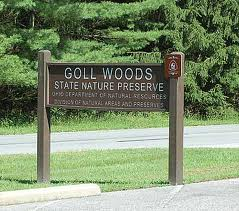 GOLL WOODS
STATE NATURE PRESERVE
OHIO DEPARTMENT OF NATURAL RESOURCES
DIVISION OF NATURAL AREAS AND PRESERVES